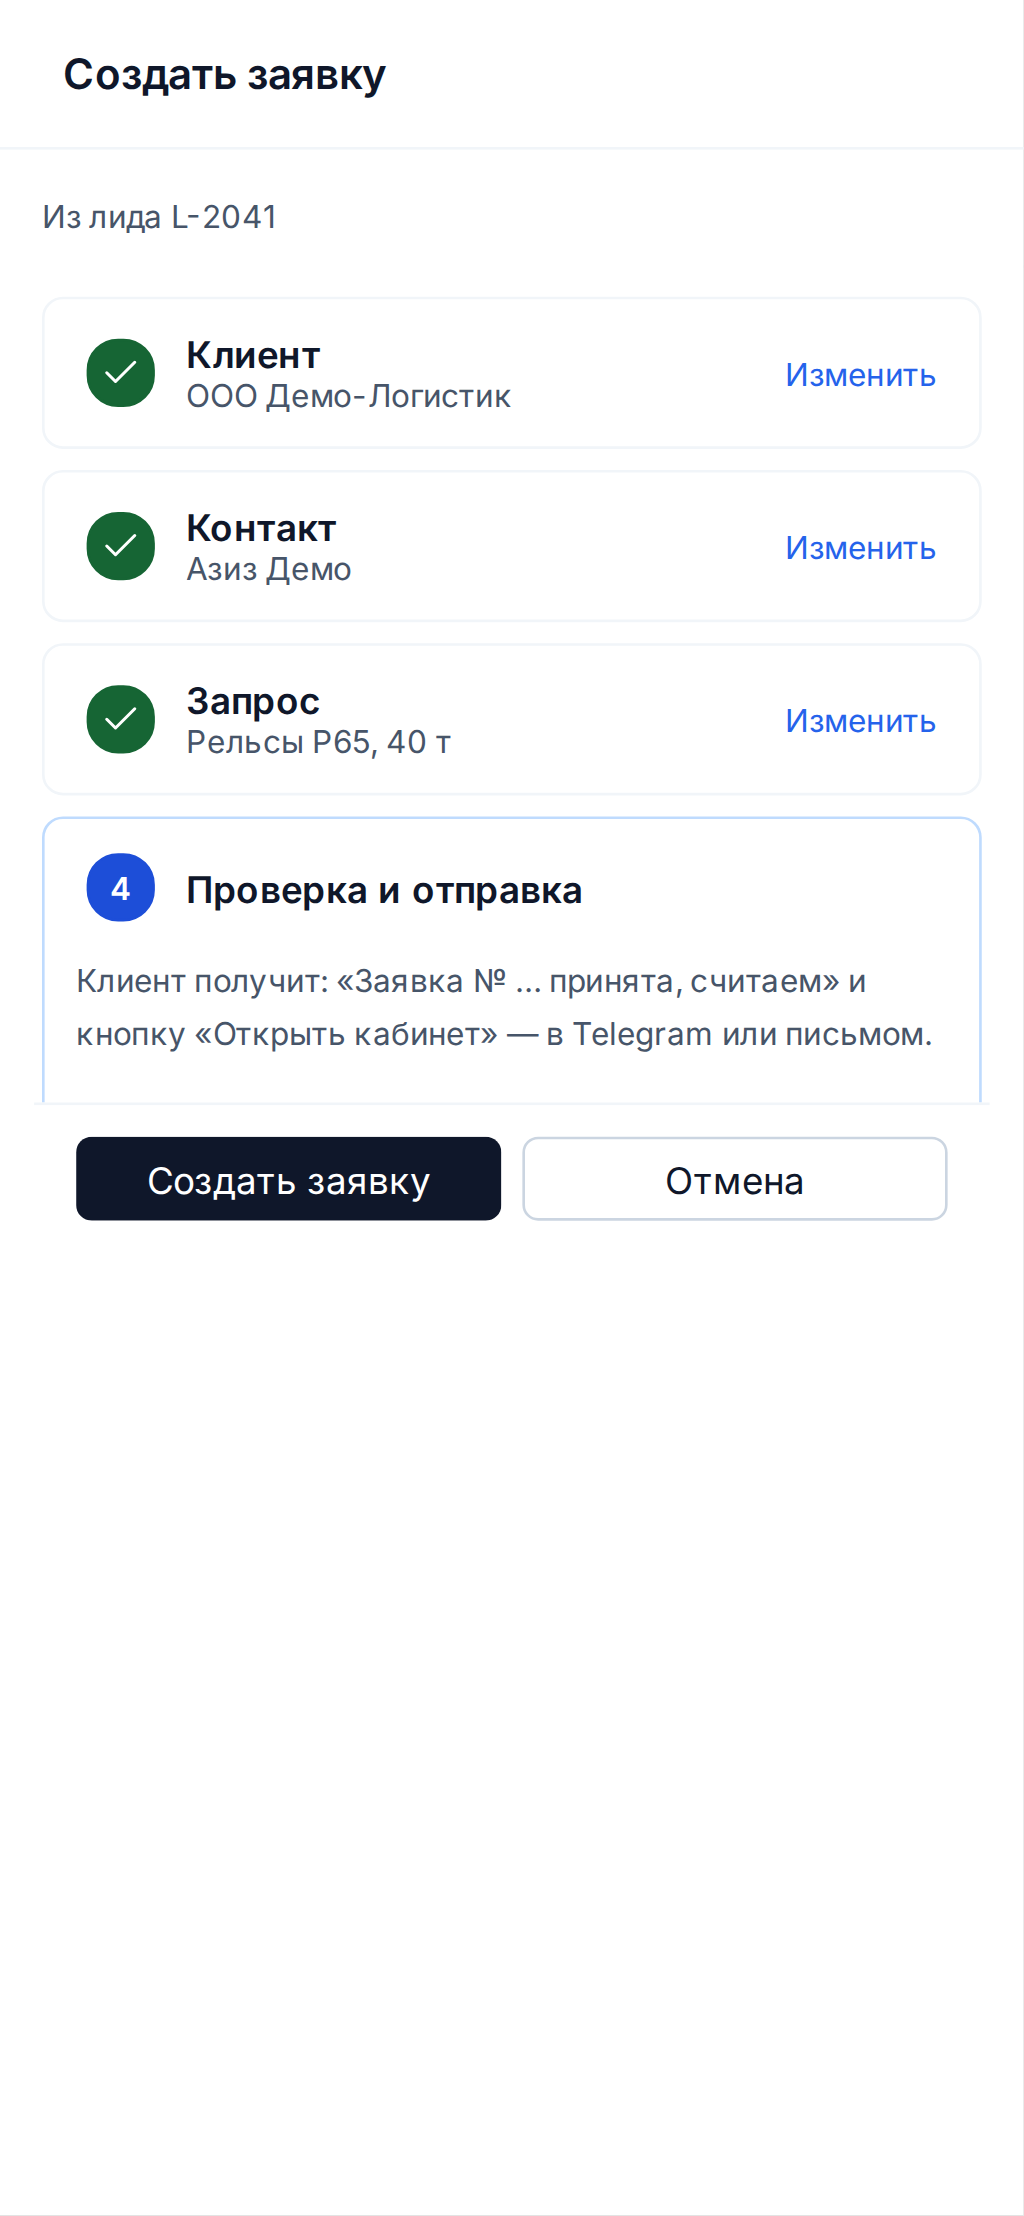 Создать заявку
Из лида L-2041
Клиент
ООО Демо-Логистик
Изменить
Контакт
Азиз Демо
Изменить
Запрос
Рельсы Р65, 40 т
Изменить
4
Проверка и отправка
Клиент получит: «Заявка № ... принята, считаем» и
кнопку «Открыть кабинет» — в Telegram или письмом.
Создать заявку
Отмена